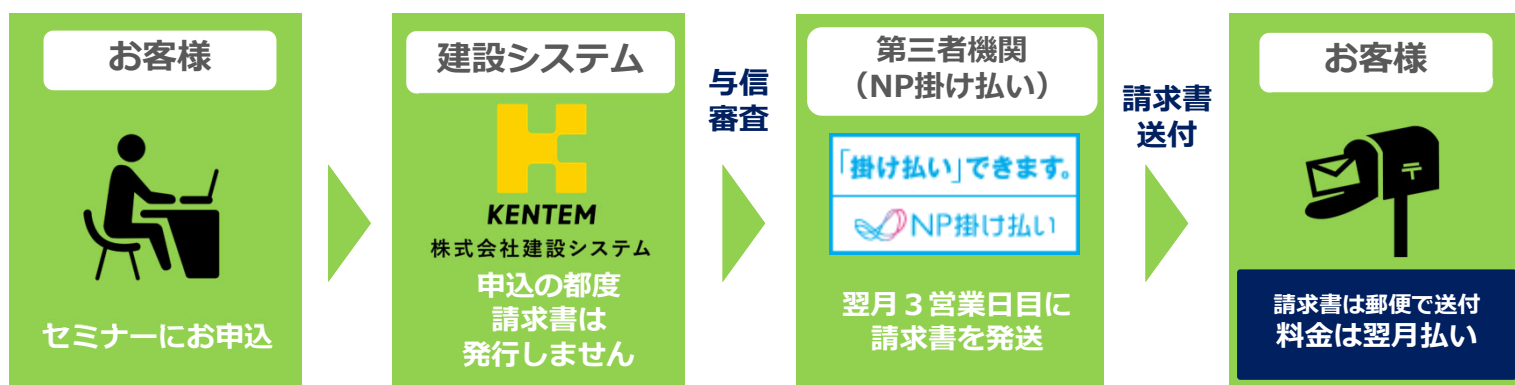 お客様
セミナーにお申込
建設システム
KENTEM
株式会社建設システム
申込の都度
請求書は
発行しません
与信
審査
第三者機関
（NP掛け払い）
「掛け払い」できます。
NP掛け払い
翌月３営業日目に
請求書を発送
請求書
送付
お客様
〒
請求書は郵便で送付
料金は翌月払い